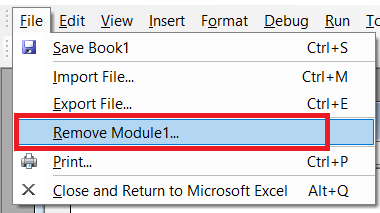 File Edit View Insert Format Debug Run To
Save Book1 Ctrl+S
Import File... Ctrl+M
Export File... Ctrl+E
Remove Module1...
Print... Ctrl+P
Close and Return to Microsoft Excel Alt+Q